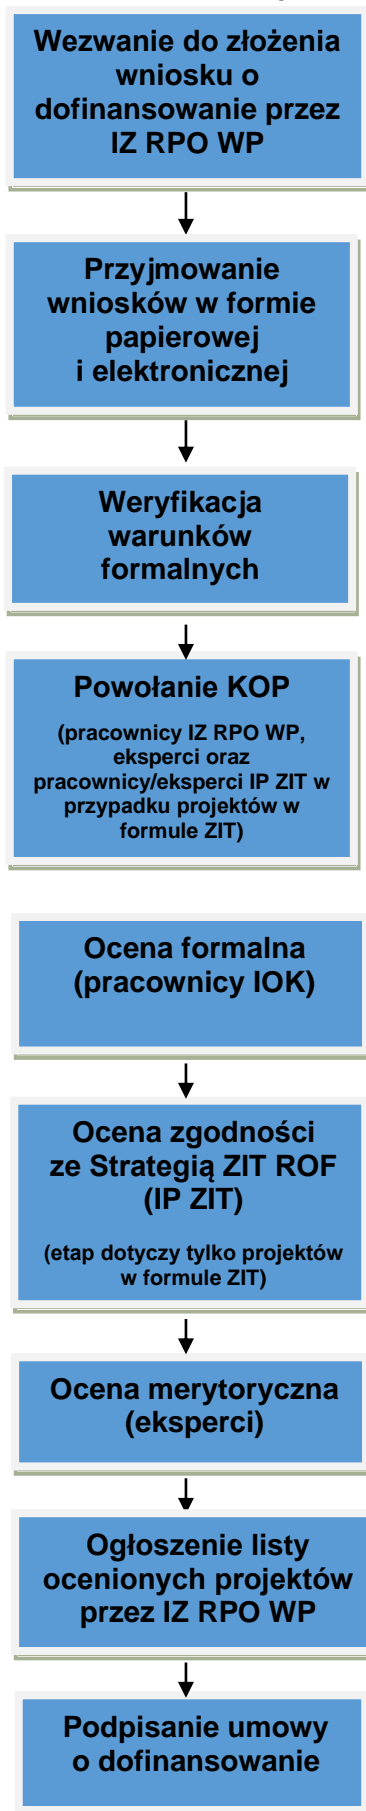 Wezwanie do złożenia
wniosku o
dofinansowanie przez
IZ RPO WP
Przyjmowanie
wniosków w formie
papierowej
i elektronicznej
Weryfikacja
warunków
formalnych
Powołanie KOP
(pracownicy IZ RPO WP,
eksperci oraz
pracownicy/eksperci IP ZIT w
przypadku projektów w
formule ZIT)
Ocena formalna
(pracownicy IOK)
Ocena zgodności
ze Strategią ZIT ROF
(IP ZIT)
(etap dotyczy tylko projektów
w formule ZIT)
Ocena merytoryczna
(eksperci)
Ogłoszenie listy
ocenionych projektów
przez IZ RPO WP
Podpisanie umowy
o dofinansowanie